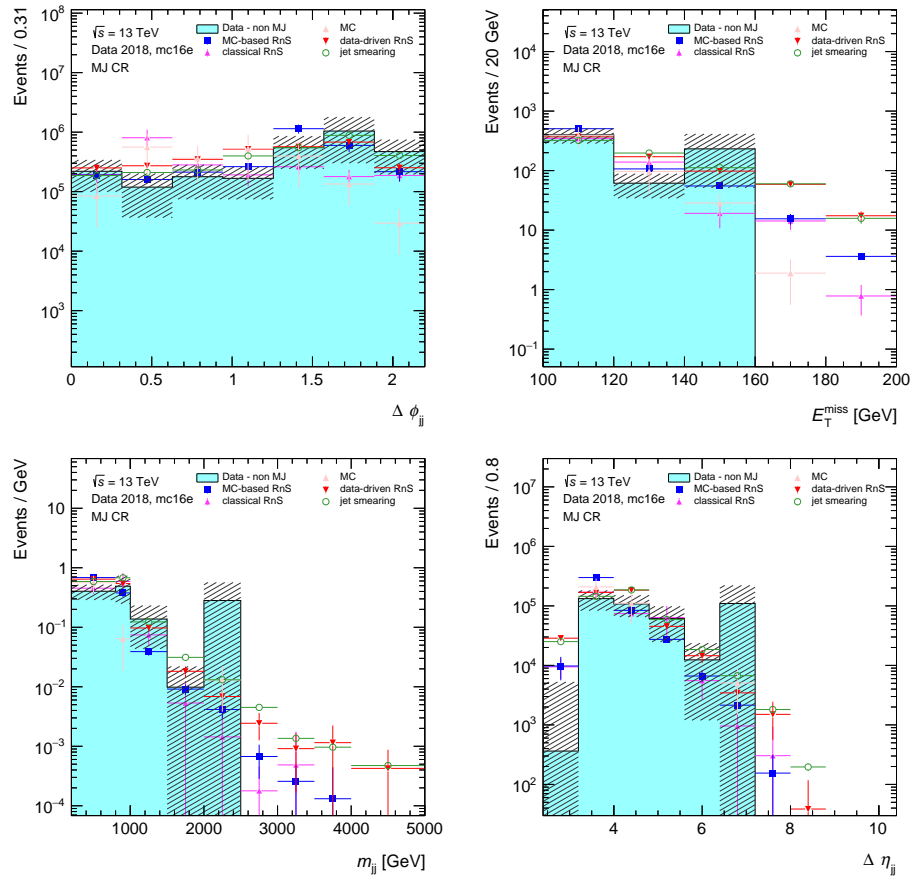 Events / 0.31
10^8
10^7
10^6
10^5
10^4
10^3
√s = 13 TeV
Data 2018, mc16e
MJ CR
Data - non MJ
MC-based RnS
classical RnS
MC
data-driven RnS
jet smearing
0 0.5 1 1.5 2
Δ ϕ_jj
Events / 20 GeV
10^4
10^3
10^2
10
1
10^−1
√s = 13 TeV
Data 2018, mc16e
MJ CR
Data - non MJ
MC-based RnS
classical RnS
MC
data-driven RnS
jet smearing
100 120 140 160 180 200
E_T^miss [GeV]
Events / GeV
10
1
10^−1
10^−2
10^−3
10^−4
√s = 13 TeV
Data 2018, mc16e
MJ CR
Data - non MJ
MC-based RnS
classical RnS
MC
data-driven RnS
jet smearing
1000 2000 3000 4000 5000
m_jj [GeV]
Events / 0.8
10^7
10^6
10^5
10^4
10^3
10^2
√s = 13 TeV
Data 2018, mc16e
MJ CR
Data - non MJ
MC-based RnS
classical RnS
MC
data-driven RnS
jet smearing
4 6 8 10
Δ η_jj